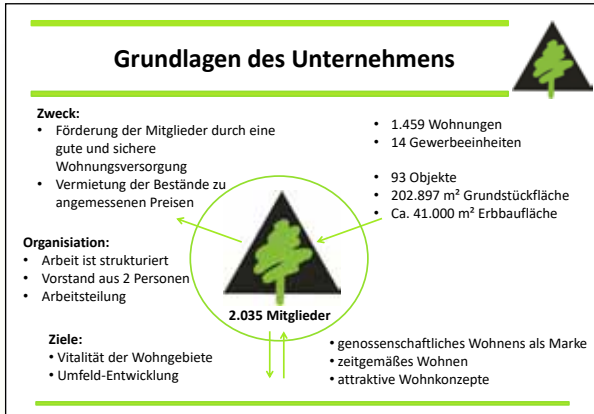 Grundlagen des Unternehmens
Zweck:
• Förderung der Mitglieder durch eine
gute und sichere
Wohnungsversorgung
• Vermietung der Bestände zu
angemessenen Preisen
• 1.459 Wohnungen
• 14 Gewerbeeinheiten
• 93 Objekte
• 202.897 m² Grundstückfläche
• Ca. 41.000 m² Erbbaufläche
Organisiation:
• Arbeit ist strukturiert
• Vorstand aus 2 Personen
• Arbeitsteilung
2.035 Mitglieder
Ziele:
• Vitalität der Wohngebiete
• Umfeld-Entwicklung
• genossenschaftliches Wohnens als Marke
• zeitgemäßes Wohnen
• attraktive Wohnkonzepte